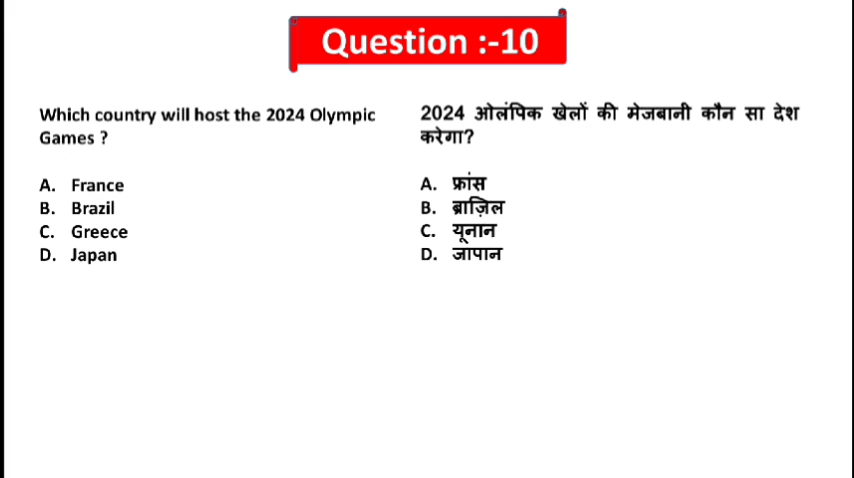 Question :-10
Which country will host the 2024 Olympic
Games ?
A. France
B. Brazil
C. Greece
D. Japan
2024 ओलंपिक खेलों की मेजबानी कौन सा देश
करेगा?
A. फ्रांस
B. ब्राज़िल
C. यूनान
D. जापान